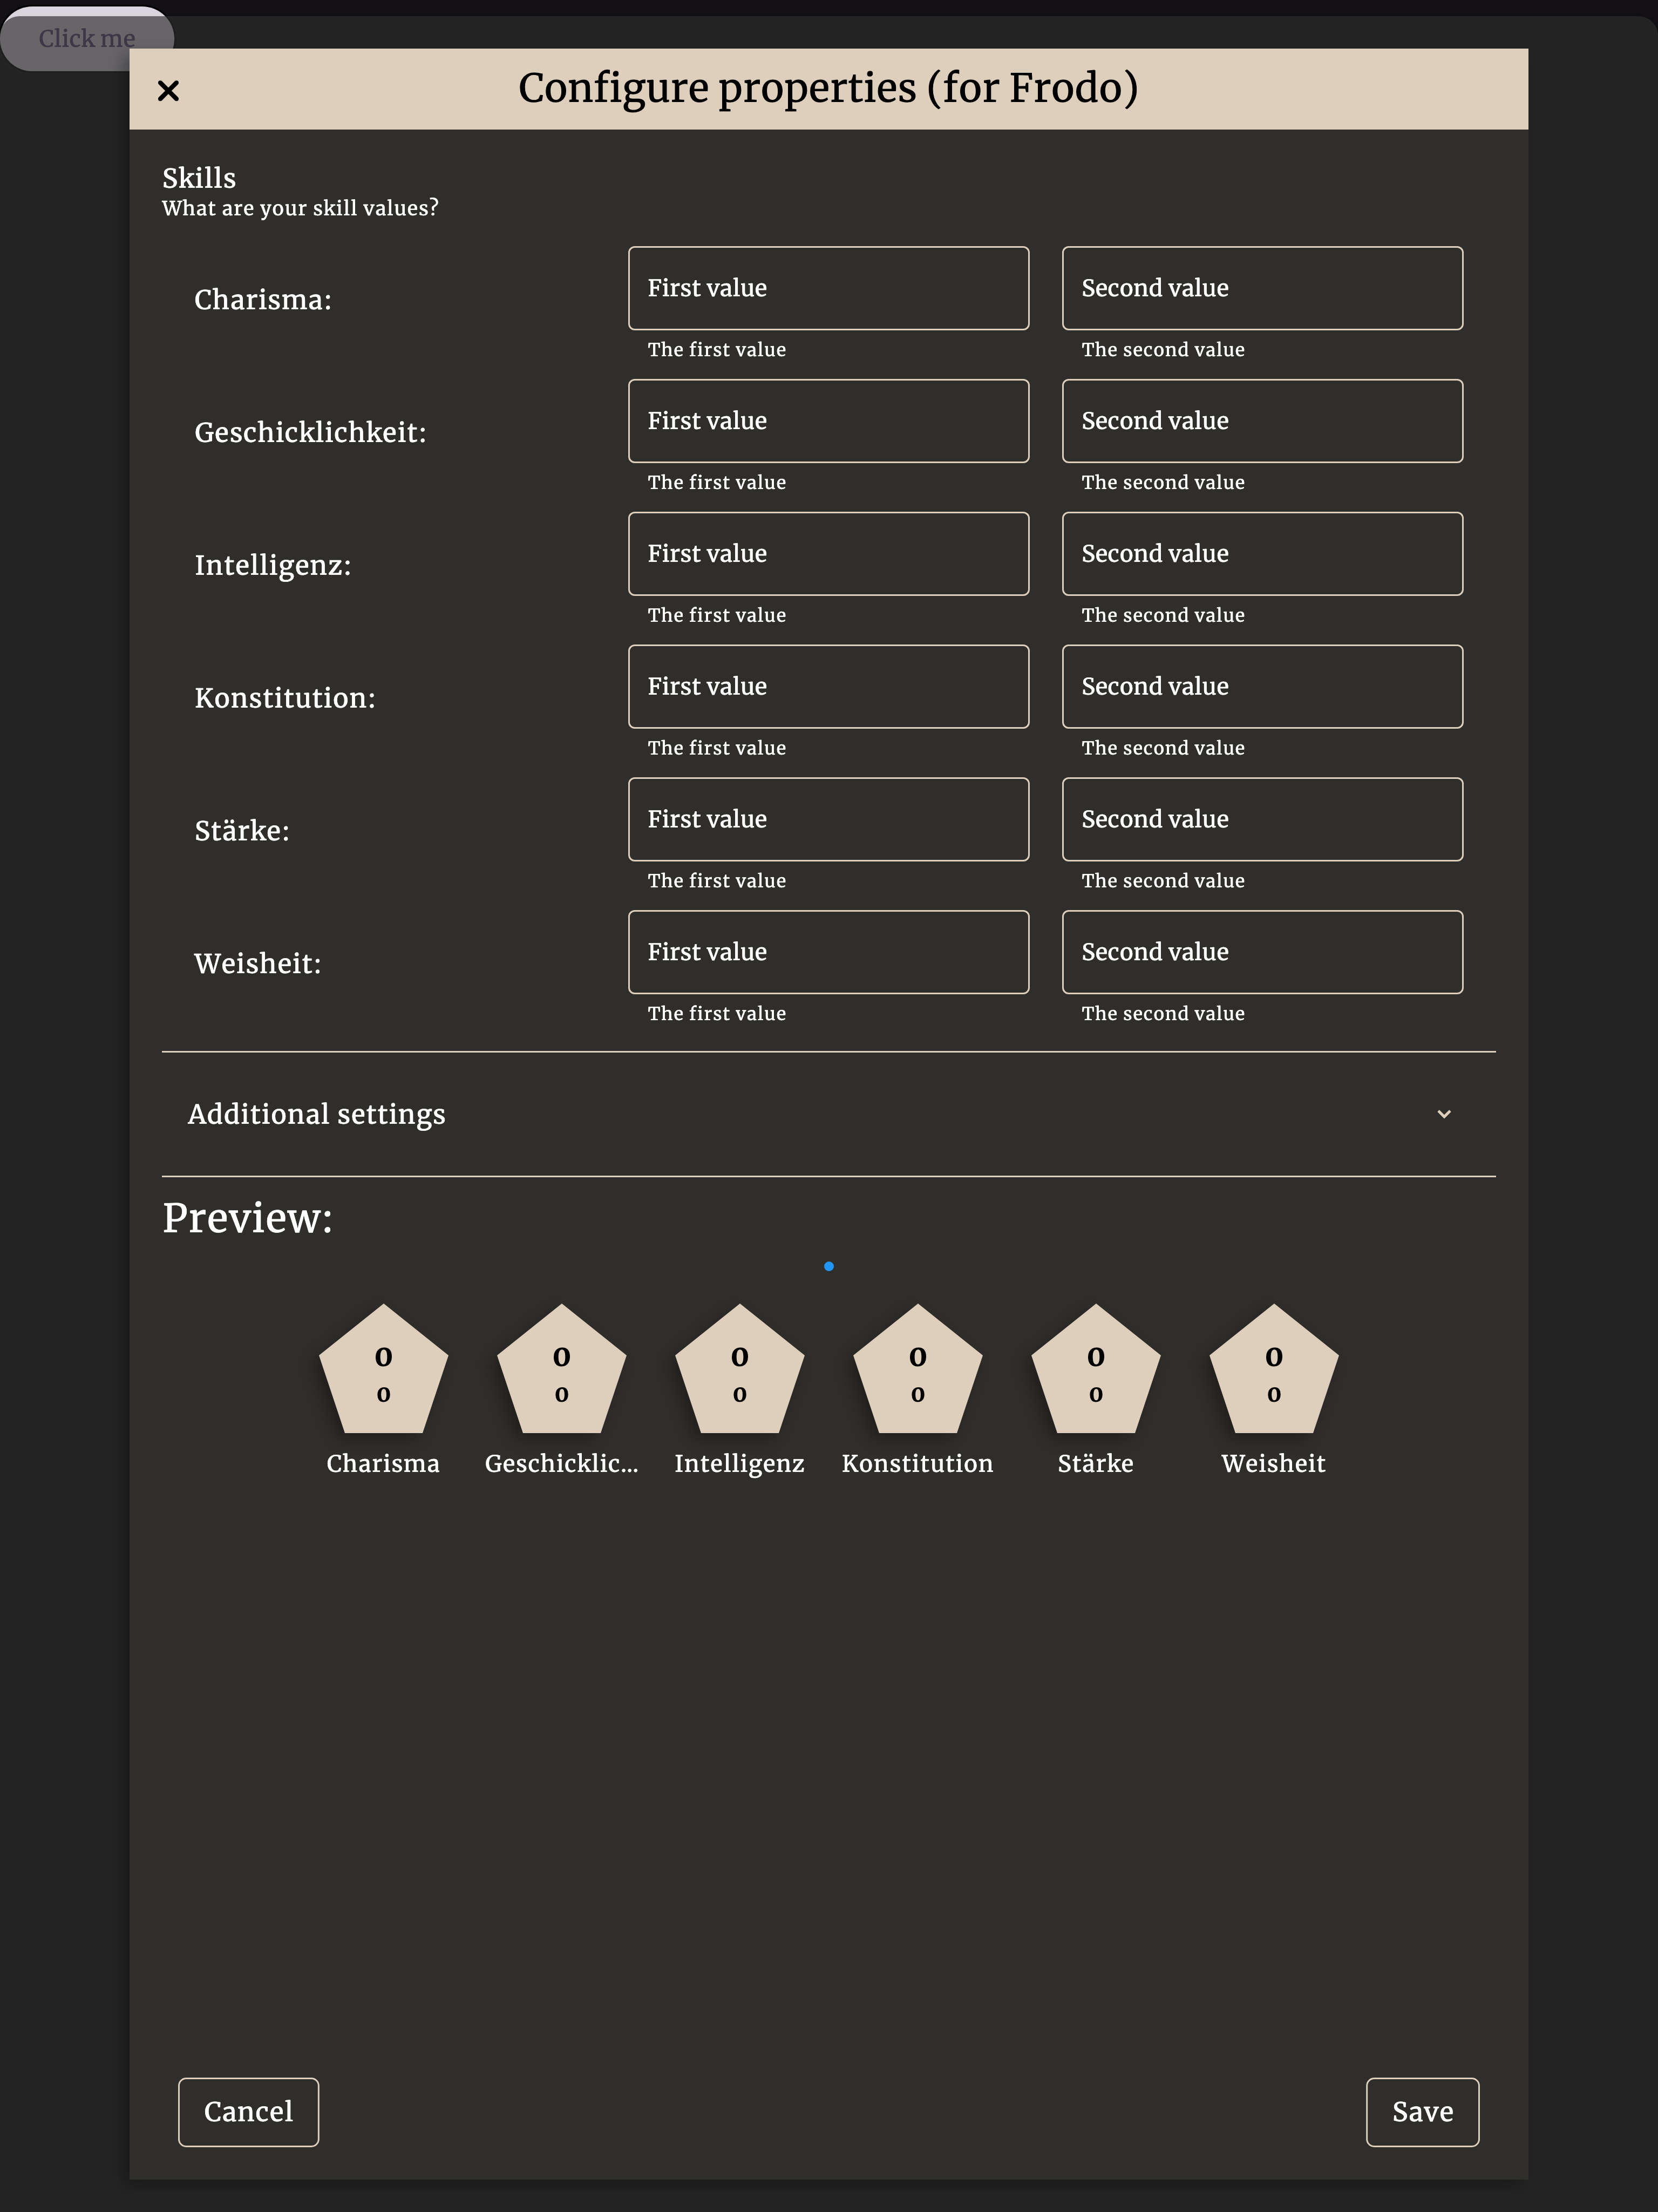 Click me
Configure properties (for Frodo)
Skills
What are your skill values?
Charisma:
First value
Second value
The first value
The second value
Geschicklichkeit:
First value
Second value
The first value
The second value
Intelligenz:
First value
Second value
The first value
The second value
Konstitution:
First value
Second value
The first value
The second value
Stärke:
First value
Second value
The first value
The second value
Weisheit:
First value
Second value
The first value
The second value
Additional settings
Preview:
0 0 0 0 0 0
0 0 0 0 0 0
Charisma Geschicklic... Intelligenz Konstitution Stärke Weisheit
Cancel
Save